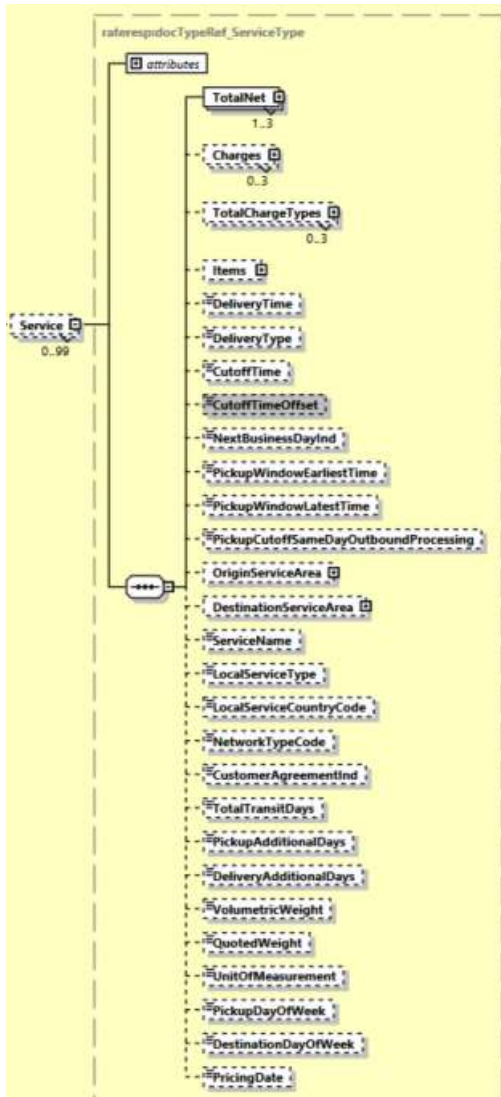 rateresp:docTypeRef_ServiceType
attributes
TotalNet
1..3
Charges
0..3
TotalChargeTypes
0..3
Items
DeliveryTime
DeliveryType
Service
0..99
CutoffTime
CutoffTimeOffset
NextBusinessDayInd
PickupWindowEarliestTime
PickupWindowLatestTime
PickupCutoffSameDayOutboundProcessing
OriginServiceArea
DestinationServiceArea
ServiceName
LocalServiceType
LocalServiceCountryCode
NetworkTypeCode
CustomerAgreementInd
TotalTransitDays
PickupAdditionalDays
DeliveryAdditionalDays
VolumetricWeight
QuotedWeight
UnitOfMeasurement
PickupDayOfWeek
DestinationDayOfWeek
PricingDate